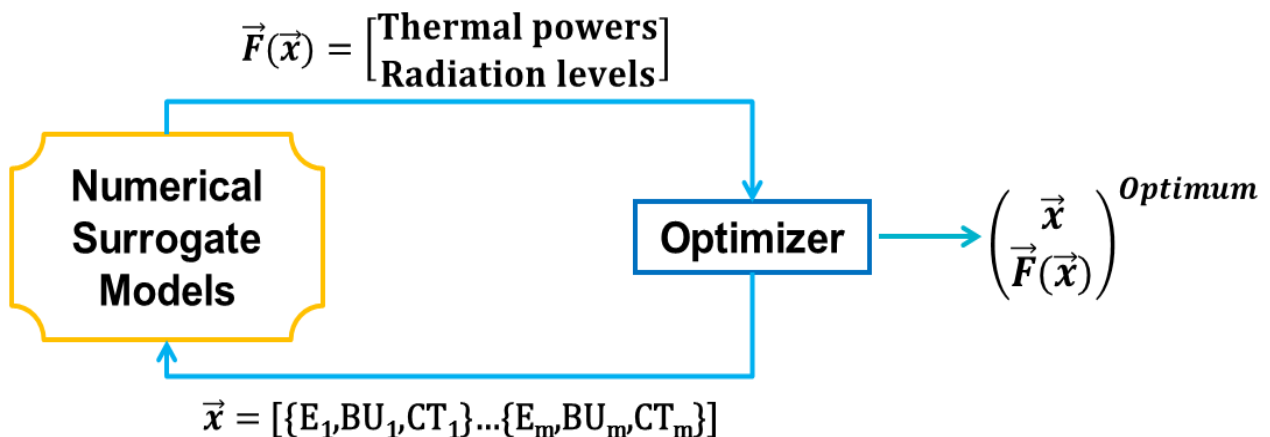 F⃗(x⃗) = [Thermal powers
Radiation levels]
Numerical
Surrogate
Models
Optimizer
(x⃗
F⃗(x⃗))^Optimum
x⃗ = [{E₁,BU₁,CT₁}...{Eₘ,BUₘ,CTₘ}]